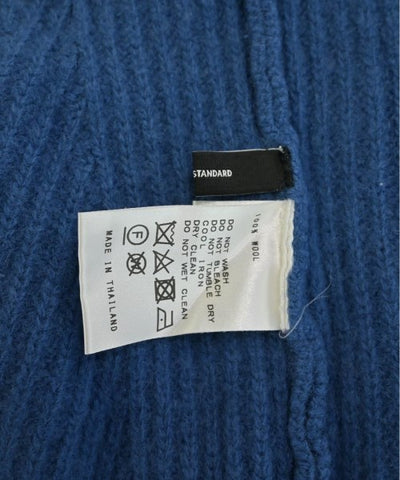 STANDARD
100% WOOL
DO NOT WASH
DO NOT BLEACH
DO NOT TUMBLE DRY
COOL IRON
DRY CLEAN
DO NOT WET CLEAN
F
MADE IN THAILAND